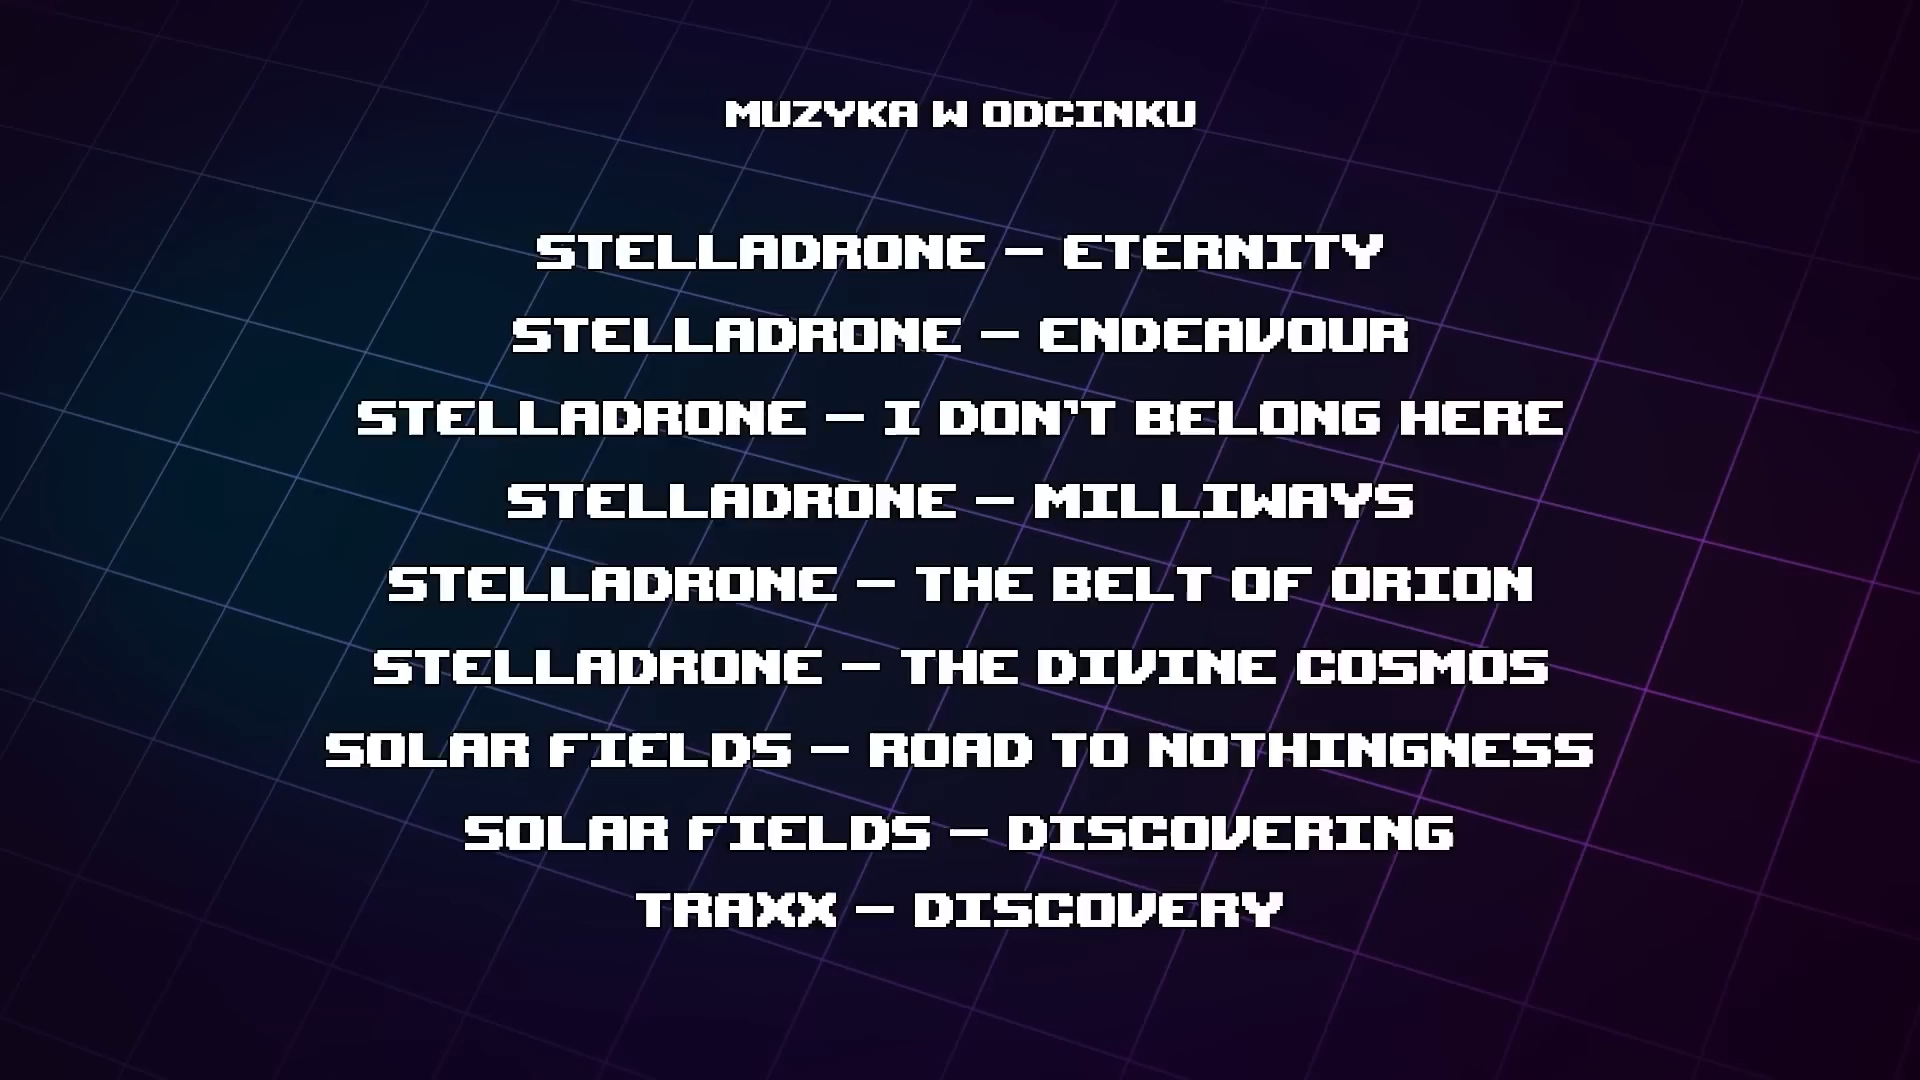 MUZYKA W ODCINKU
STELLADRONE – ETERNITY
STELLADRONE – ENDEAVOUR
STELLADRONE – I DON'T BELONG HERE
STELLADRONE – MILLIWAYS
STELLADRONE – THE BELT OF ORION
STELLADRONE – THE DIVINE COSMOS
SOLAR FIELDS – ROAD TO NOTHINGNESS
SOLAR FIELDS – DISCOVERING
TRAXX – DISCOVERY